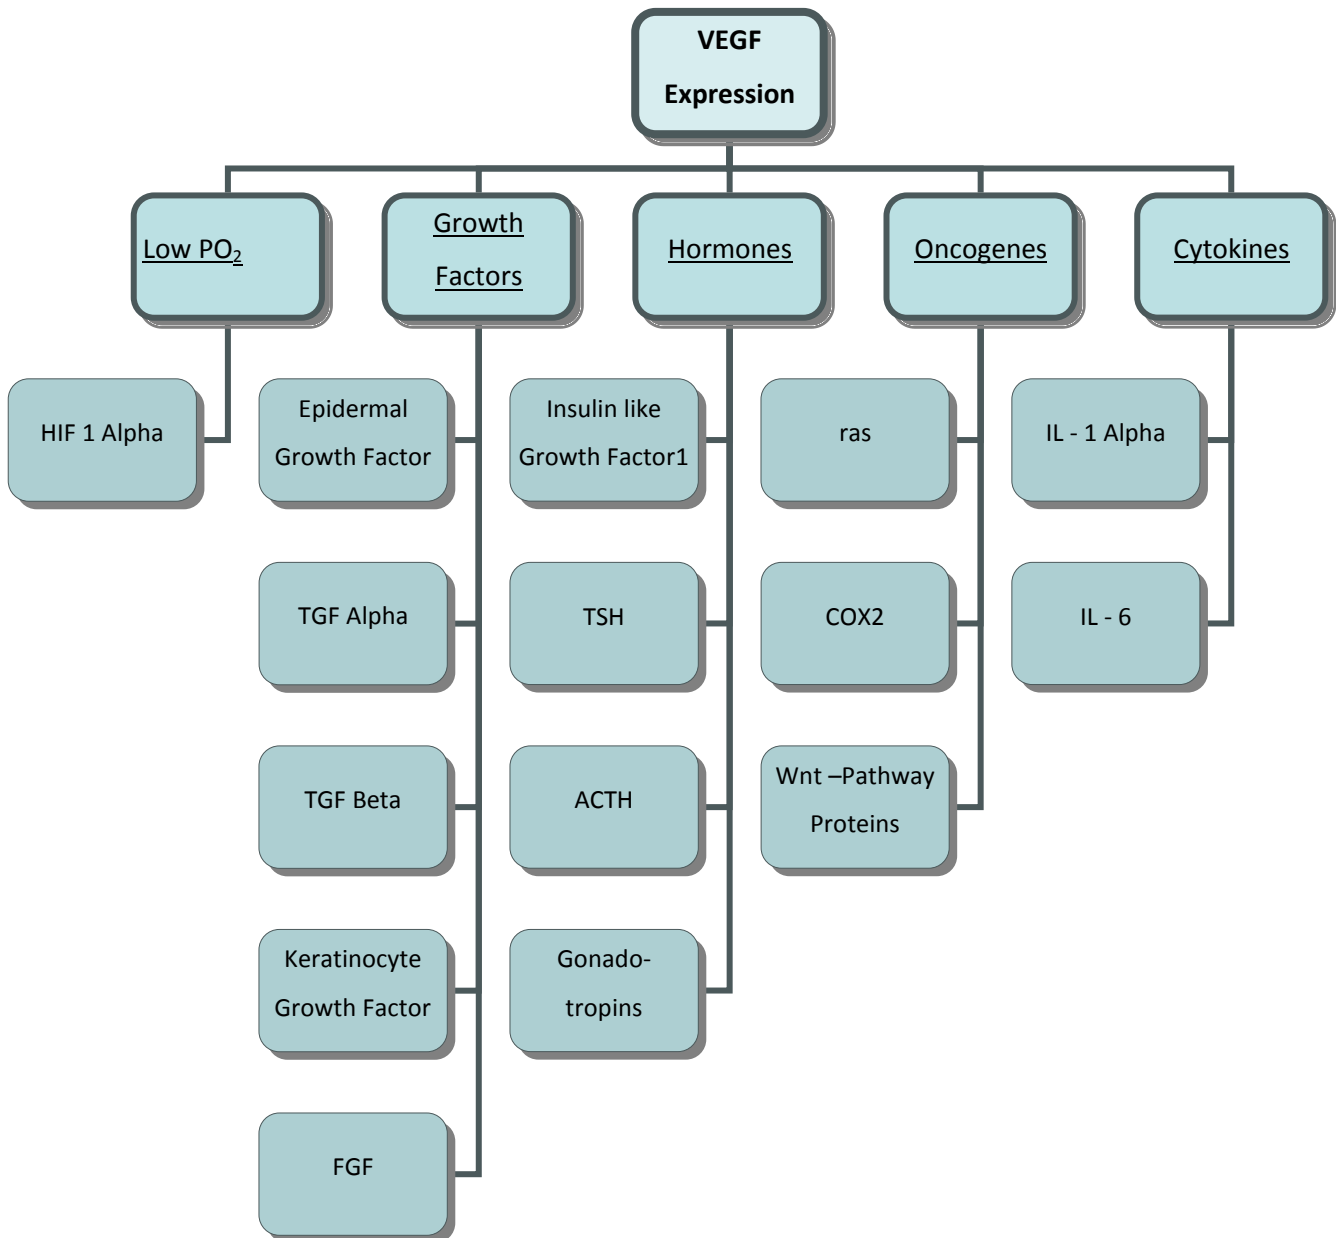 VEGF
Expression
Low PO₂
Growth
Factors
Hormones
Oncogenes
Cytokines
HIF 1 Alpha
Epidermal
Growth Factor
Insulin like
Growth Factor1
ras
IL - 1 Alpha
TGF Alpha
TSH
COX2
IL - 6
TGF Beta
ACTH
Wnt –Pathway
Proteins
Keratinocyte
Growth Factor
Gonado-
tropins
FGF